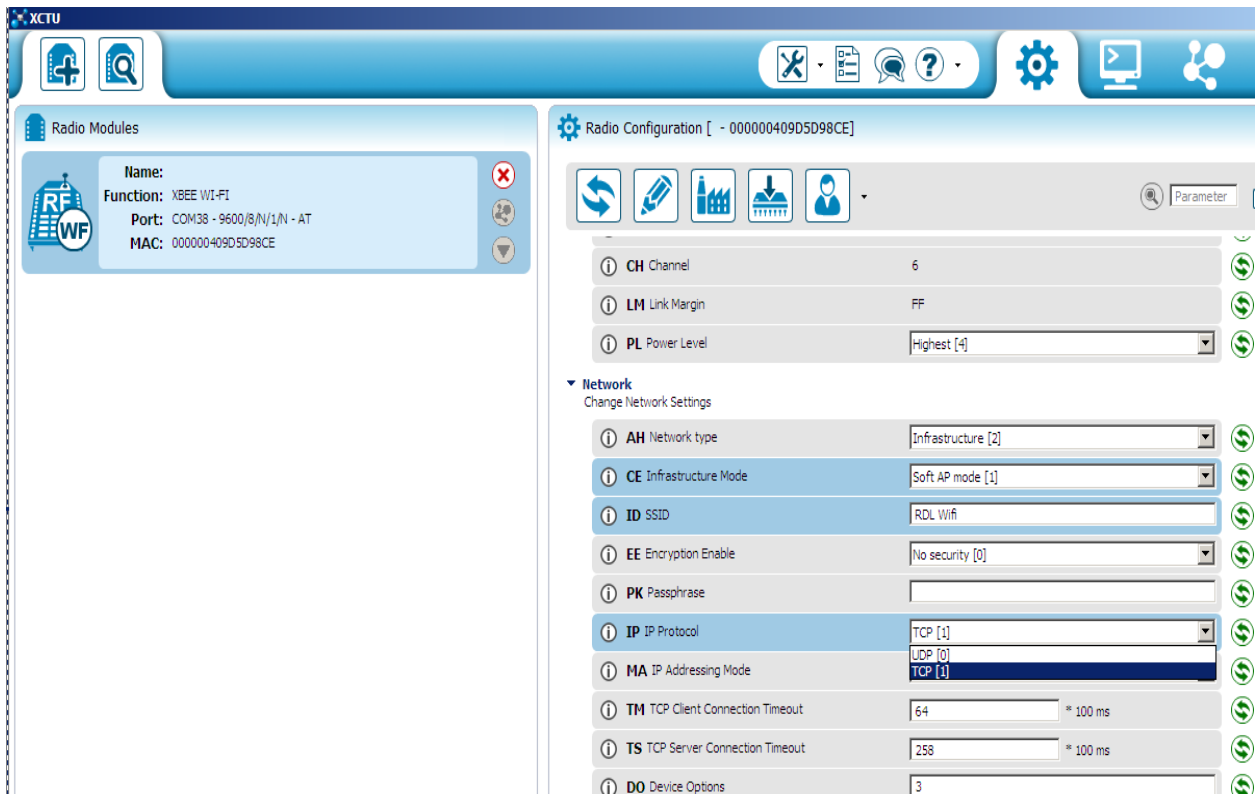 XCTU
Radio Modules
Name:
Function: XBEE WI-FI
Port: COM38 - 9600/8/N/1/N - AT
MAC: 000000409D5D98CE
RF
WF
Radio Configuration [ - 000000409D5D98CE]
Parameter
CH Channel 6
LM Link Margin FF
PL Power Level Highest [4]
Network
Change Network Settings
AH Network type Infrastructure [2]
CE Infrastructure Mode Soft AP mode [1]
ID SSID RDL Wifi
EE Encryption Enable No security [0]
PK Passphrase
IP IP Protocol TCP [1]
UDP [0]
TCP [1]
MA IP Addressing Mode
TM TCP Client Connection Timeout 64 * 100 ms
TS TCP Server Connection Timeout 258 * 100 ms
DO Device Options 3